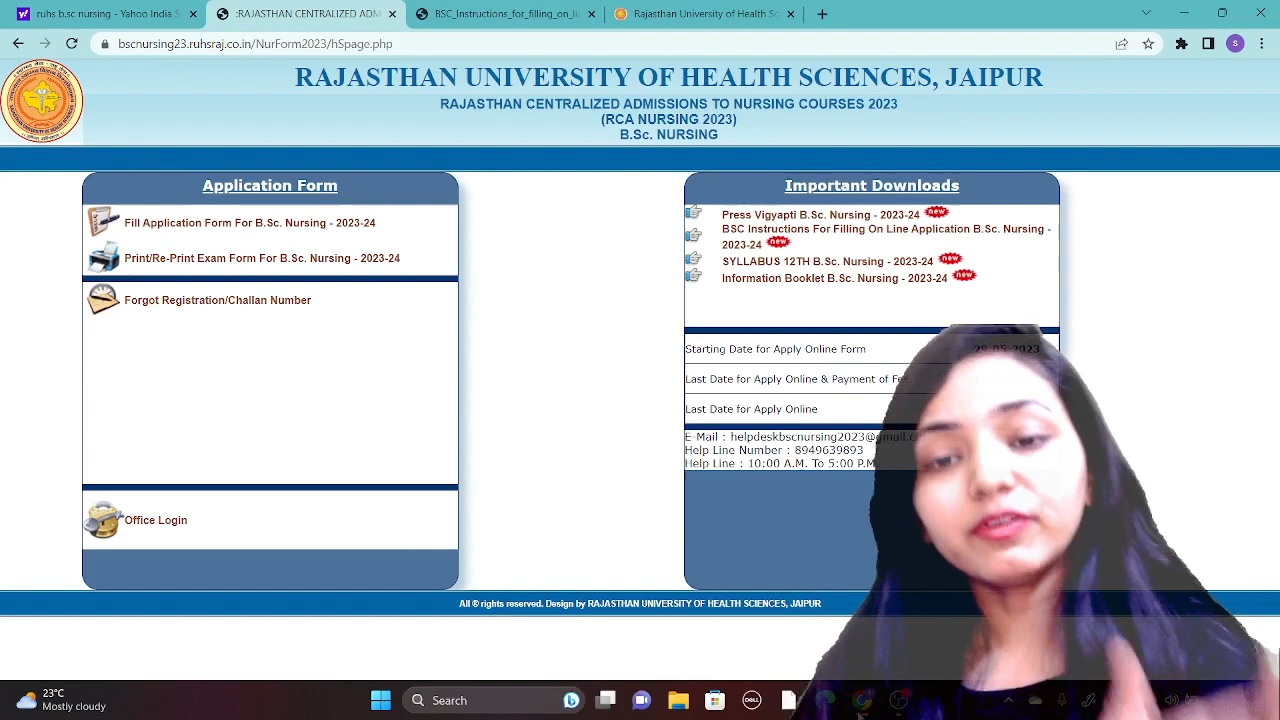 ruhs b.sc nursing - Yahoo India S
:RAJASTHAN CENTRALIZED ADM
BSC_Instructions_for_filling_on_li
Rajasthan University of Health Sc
bscnursing23.ruhsraj.co.in/NurForm2023/hSpage.php
S
RAJASTHAN UNIVERSITY OF HEALTH SCIENCES, JAIPUR
RAJASTHAN CENTRALIZED ADMISSIONS TO NURSING COURSES 2023
(RCA NURSING 2023)
B.Sc. NURSING
Application Form
Fill Application Form For B.Sc. Nursing - 2023-24
Print/Re-Print Exam Form For B.Sc. Nursing - 2023-24
Forgot Registration/Challan Number
Office Login
Important Downloads
Press Vigyapti B.Sc. Nursing - 2023-24 new
BSC Instructions For Filling On Line Application B.Sc. Nursing -
2023-24 new
SYLLABUS 12TH B.Sc. Nursing - 2023-24 new
Information Booklet B.Sc. Nursing - 2023-24 new
Starting Date for Apply Online Form 29-05-2023
Last Date for Apply Online & Payment of Fee
Last Date for Apply Online
E-Mail : helpdeskbscnursing2023@gmail.c
Help Line Number : 8949639893
Help Line : 10:00 A.M. To 5:00 P.M
All ® rights reserved. Design by RAJASTHAN UNIVERSITY OF HEALTH SCIENCES, JAIPUR
23°C
Mostly cloudy
Search
DELL